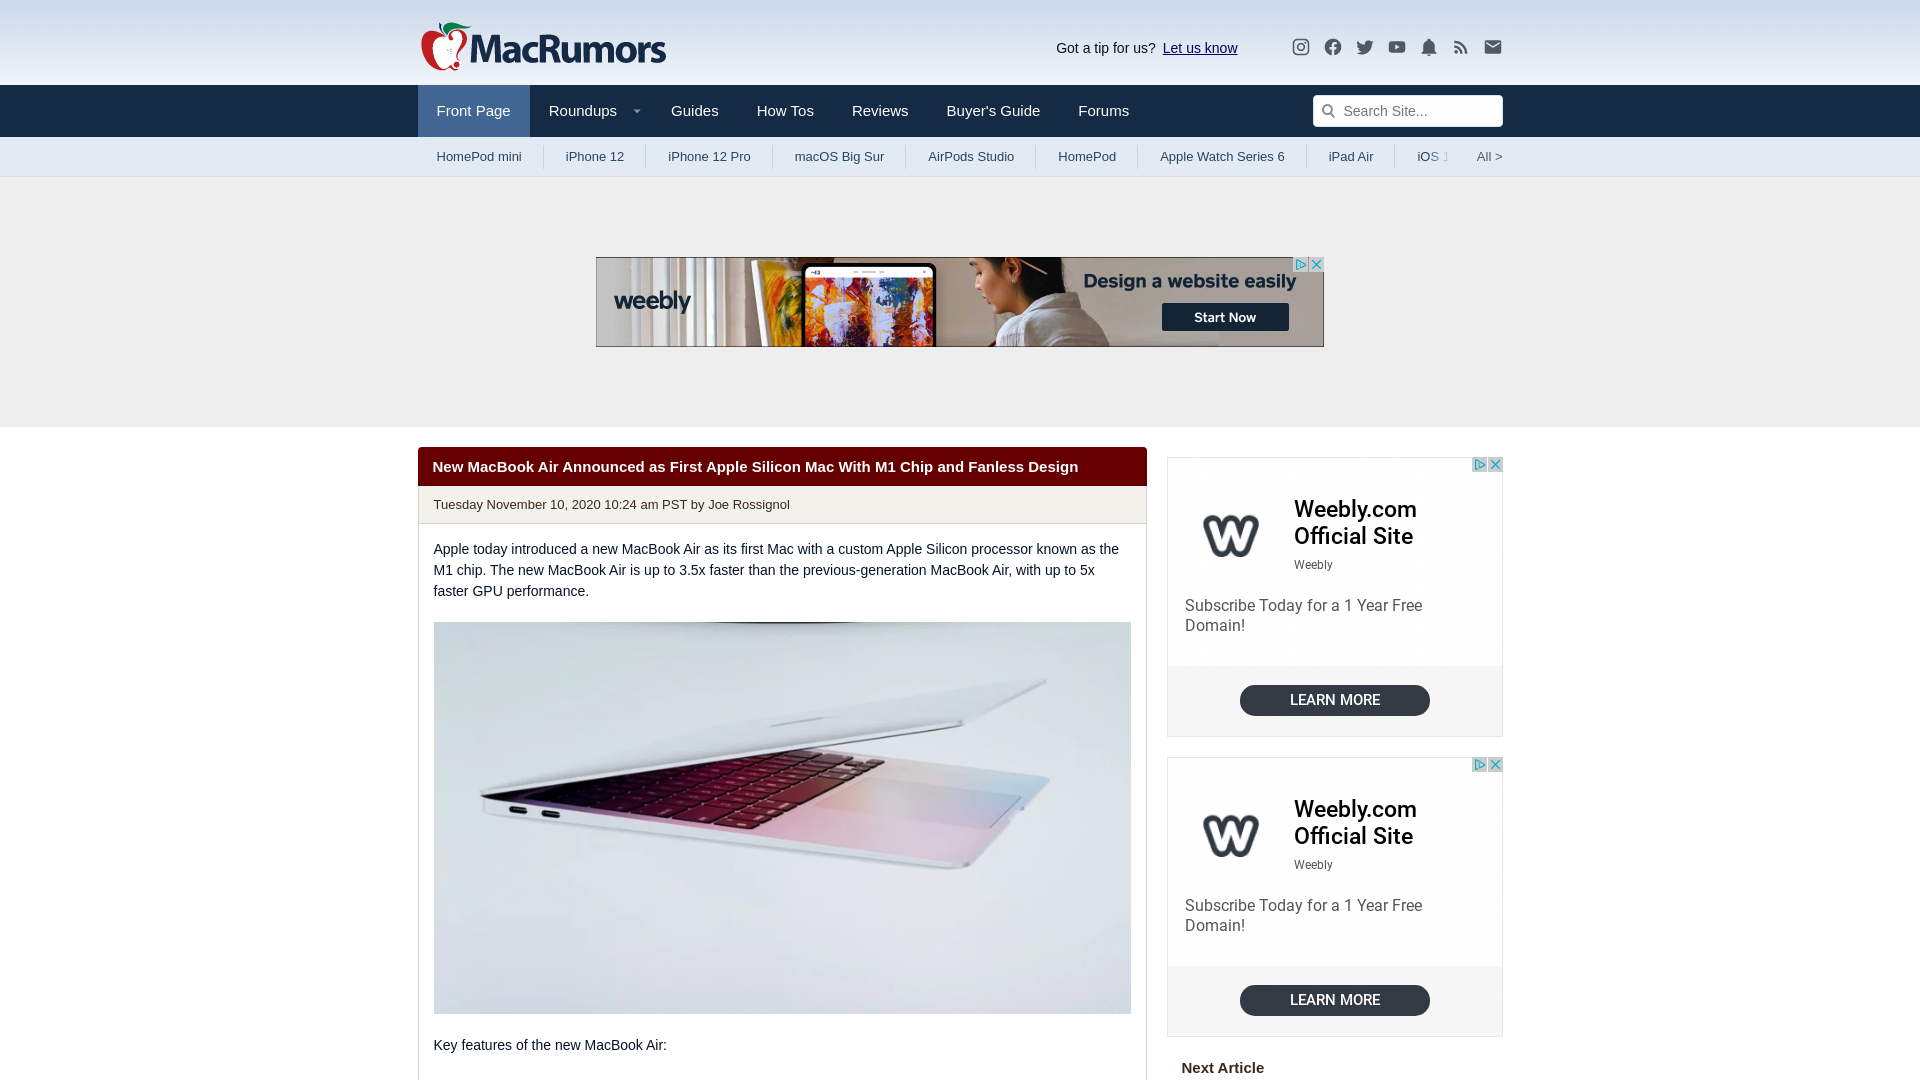 MacRumors
Got a tip for us? Let us know
Front Page
Roundups
Guides
How Tos
Reviews
Buyer's Guide
Forums
Search Site...
HomePod mini
iPhone 12
iPhone 12 Pro
macOS Big Sur
AirPods Studio
HomePod
Apple Watch Series 6
iPad Air
iOS 1
All >
weebly
Design a website easily
Start Now
New MacBook Air Announced as First Apple Silicon Mac With M1 Chip and Fanless Design
Tuesday November 10, 2020 10:24 am PST by Joe Rossignol
Apple today introduced a new MacBook Air as its first Mac with a custom Apple Silicon processor known as the
M1 chip. The new MacBook Air is up to 3.5x faster than the previous-generation MacBook Air, with up to 5x
faster GPU performance.
Key features of the new MacBook Air:
Weebly.com
Official Site
Weebly
Subscribe Today for a 1 Year Free
Domain!
LEARN MORE
Weebly.com
Official Site
Weebly
Subscribe Today for a 1 Year Free
Domain!
LEARN MORE
Next Article